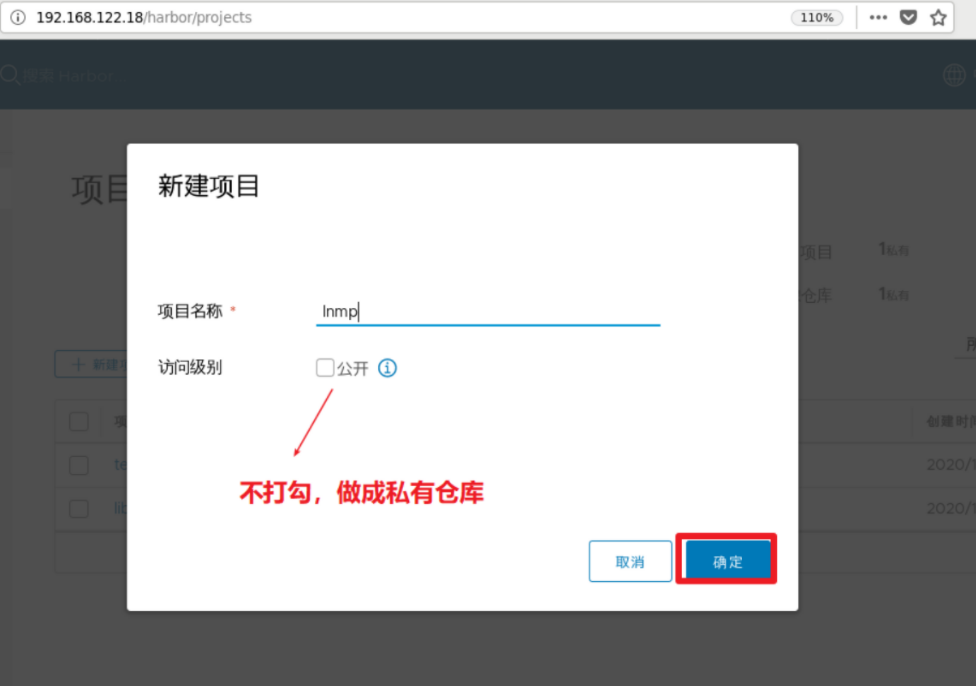 192.168.122.18/harbor/projects
110%
搜索 Harbor...
项目
新建项目
项目
1私有
仓库
1私有
项目名称 *
lnmp
访问级别
公开
+ 新建
创建时间
te
2020/1
不打勾，做成私有仓库
lib
2020/1
取消
确定